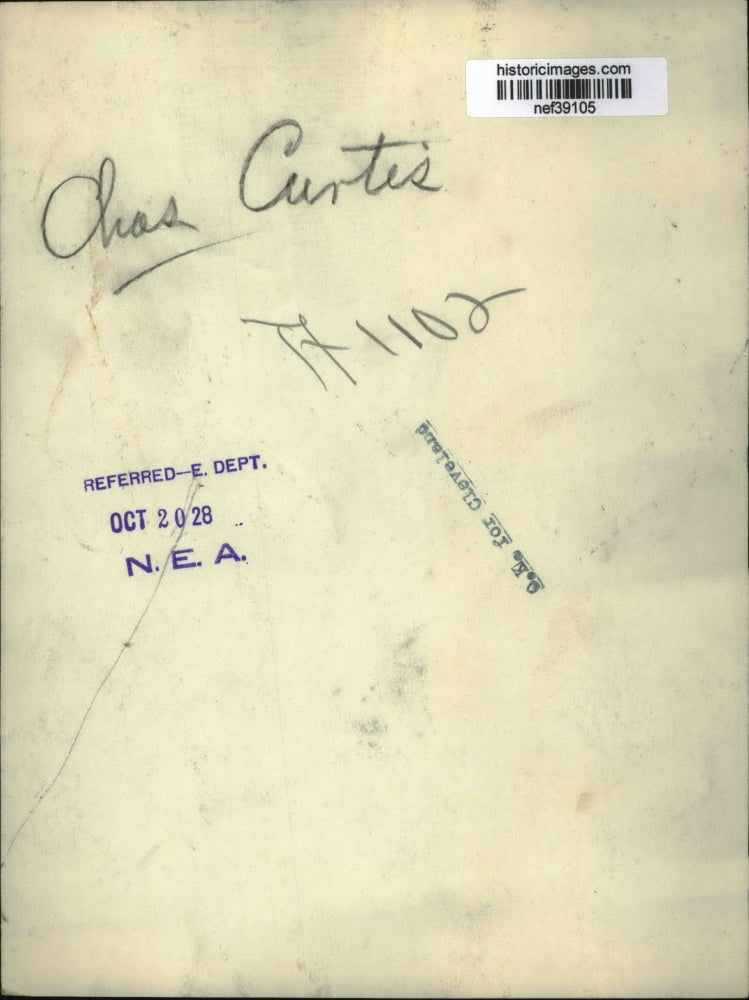 historicimages.com
nef39105
Chas Curtis
H 1102
REFERRED—E. DEPT.
OCT 20 28
N. E. A.
O.K. for Cleveland